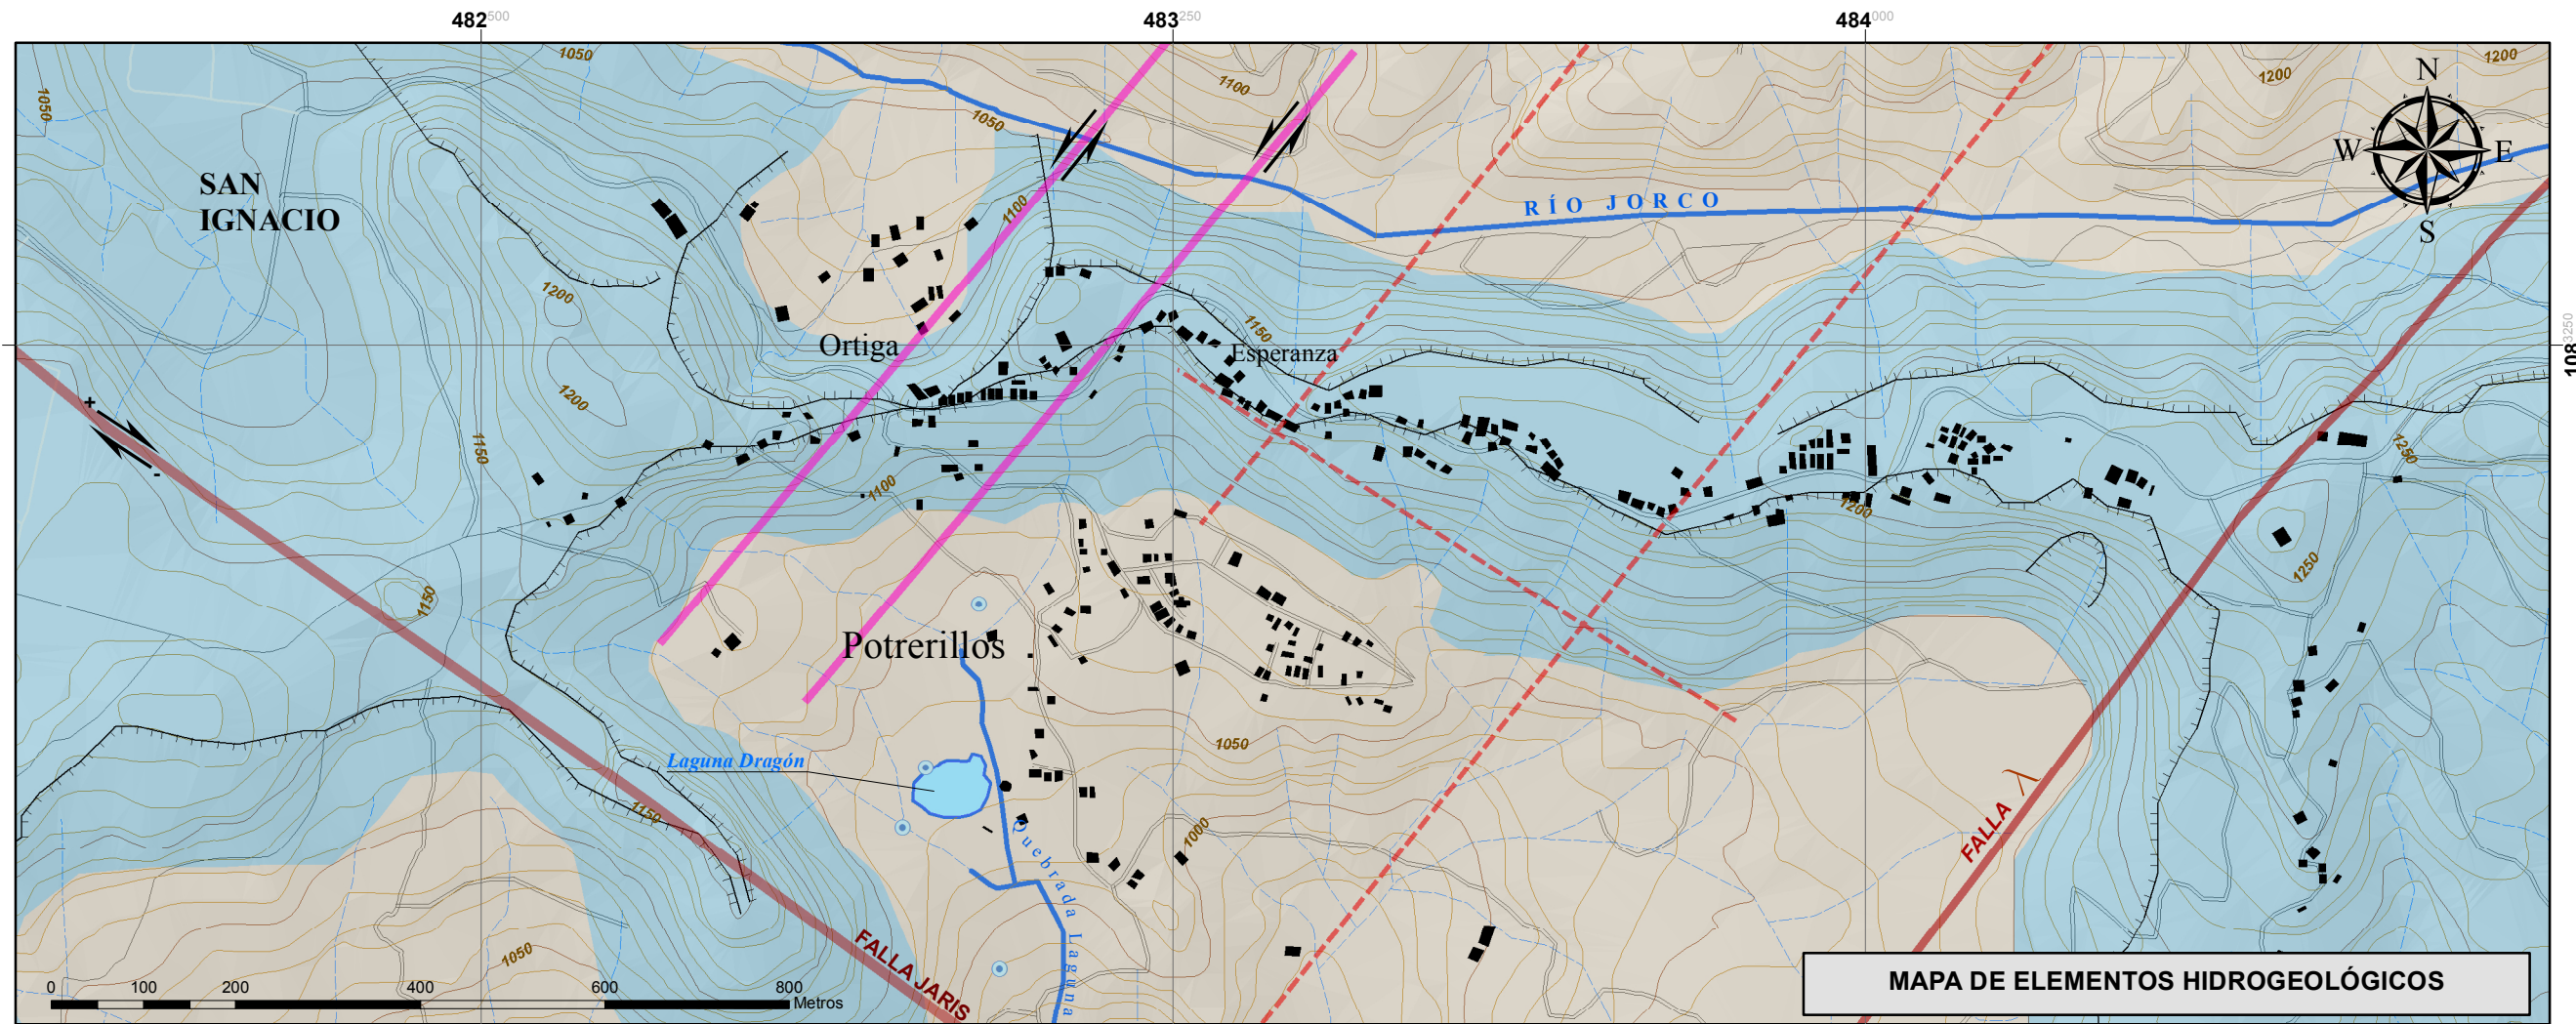 482500
483250
484000
1050
1050
1050
1100
1200
1200
N
W
E
S
SAN
IGNACIO
RÍO JORCO
1100
1200
1150
1083250
Ortiga
Esperanza
1200
+
1150
1250
-
1100
1200
1250
1150
Potrerillos
1050
Laguna Dragón
1150
1000
FALLA
Quebrada Laguna
FALLA JARIS
1050
MAPA DE ELEMENTOS HIDROGEOLÓGICOS
0 100 200 400 600 800
Metros